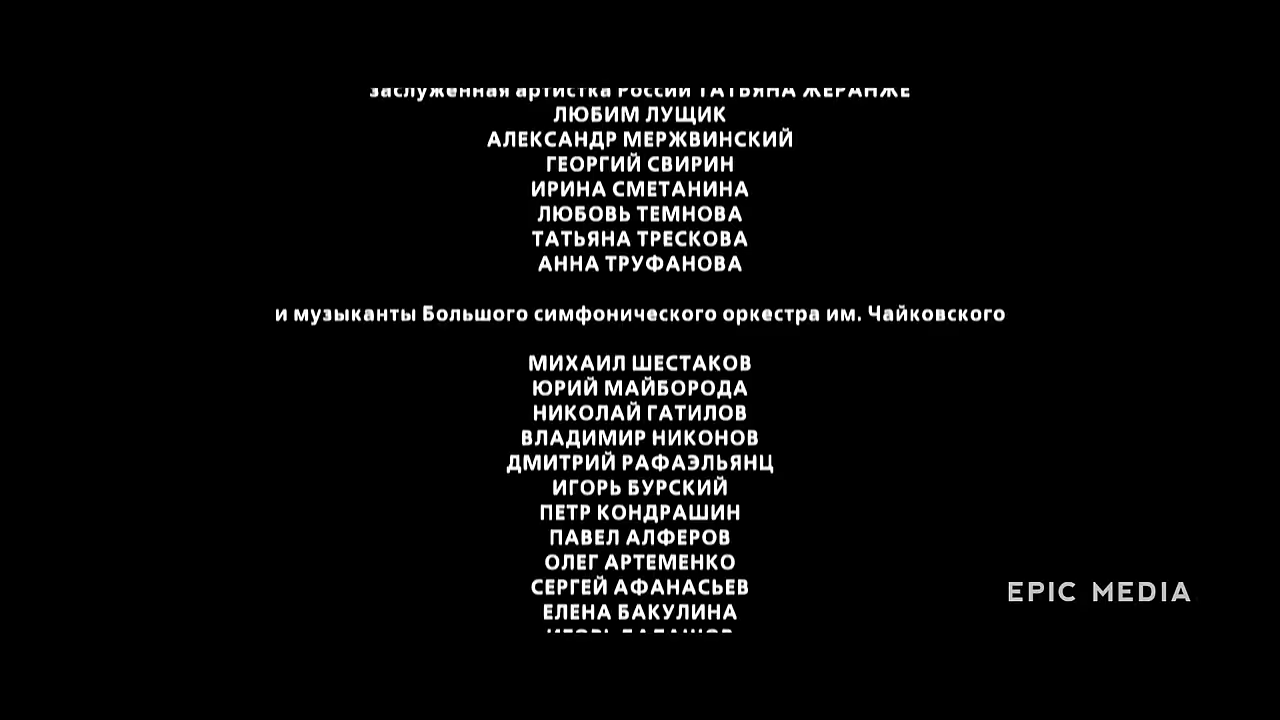 заслуженная артистка России ТАТЬЯНА ЖЕРАНЖЕ
ЛЮБИМ ЛУЩИК
АЛЕКСАНДР МЕРЖВИНСКИЙ
ГЕОРГИЙ СВИРИН
ИРИНА СМЕТАНИНА
ЛЮБОВЬ ТЕМНОВА
ТАТЬЯНА ТРЕСКОВА
АННА ТРУФАНОВА
и музыканты Большого симфонического оркестра им. Чайковского
МИХАИЛ ШЕСТАКОВ
ЮРИЙ МАЙБОРОДА
НИКОЛАЙ ГАТИЛОВ
ВЛАДИМИР НИКОНОВ
ДМИТРИЙ РАФАЭЛЬЯНЦ
ИГОРЬ БУРСКИЙ
ПЕТР КОНДРАШИН
ПАВЕЛ АЛФЕРОВ
ОЛЕГ АРТЕМЕНКО
СЕРГЕЙ АФАНАСЬЕВ
EPIC MEDIA
ЕЛЕНА БАКУЛИНА
ИГОРЬ